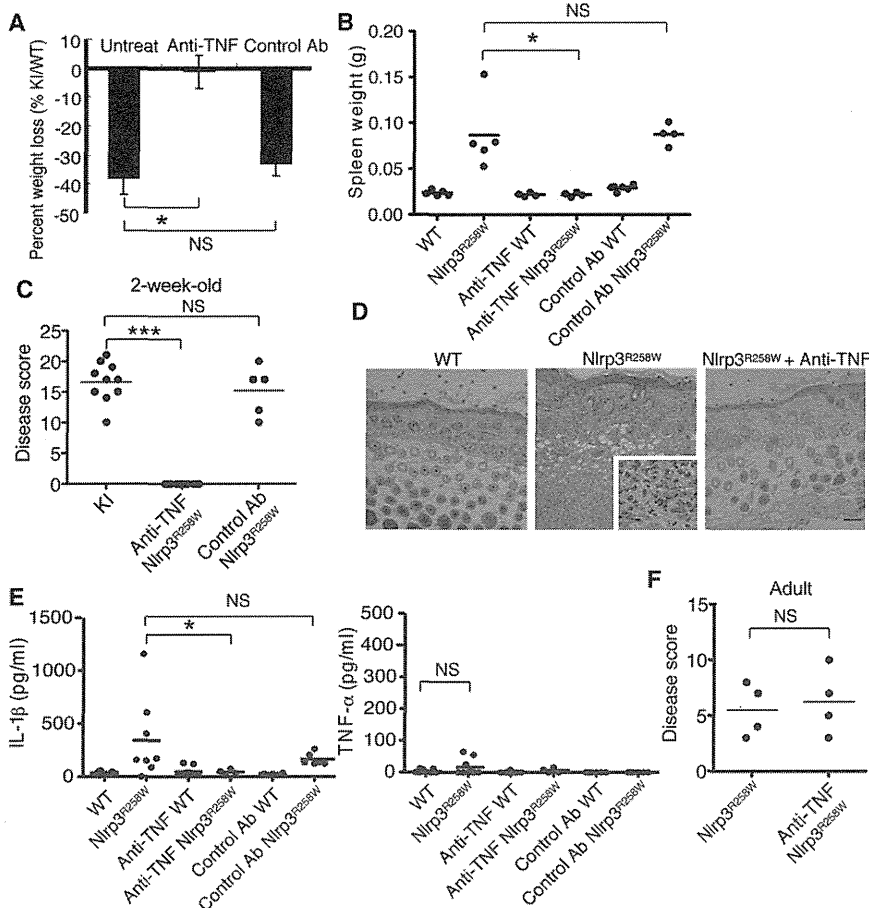 A
Untreat Anti-TNF Control Ab
Percent weight loss (% KI/WT)
10
0
-10
-20
-30
-40
-50
*
NS
B
NS
*
Spleen weight (g)
0.20
0.15
0.10
0.05
0.00
WT
Nlrp3R258W
Anti-TNF WT
Anti-TNF Nlrp3R258W
Control Ab WT
Control Ab Nlrp3R258W
C
2-week-old
NS
***
Disease score
25
20
15
10
5
0
KI
Anti-TNF
Nlrp3R258W
Control Ab
Nlrp3R258W
D
WT
Nlrp3R258W
Nlrp3R258W + Anti-TNF
E
NS
*
IL-1β (pg/ml)
1500
1000
500
0
WT
Nlrp3R258W
Anti-TNF WT
Anti-TNF Nlrp3R258W
Control Ab WT
Control Ab Nlrp3R258W
TNF-α (pg/ml)
500
400
300
200
100
0
NS
WT
Nlrp3R258W
Anti-TNF WT
Anti-TNF Nlrp3R258W
Control Ab WT
Control Ab Nlrp3R258W
F
Adult
NS
Disease score
15
10
5
0
Nlrp3R258W
Anti-TNF
Nlrp3R258W